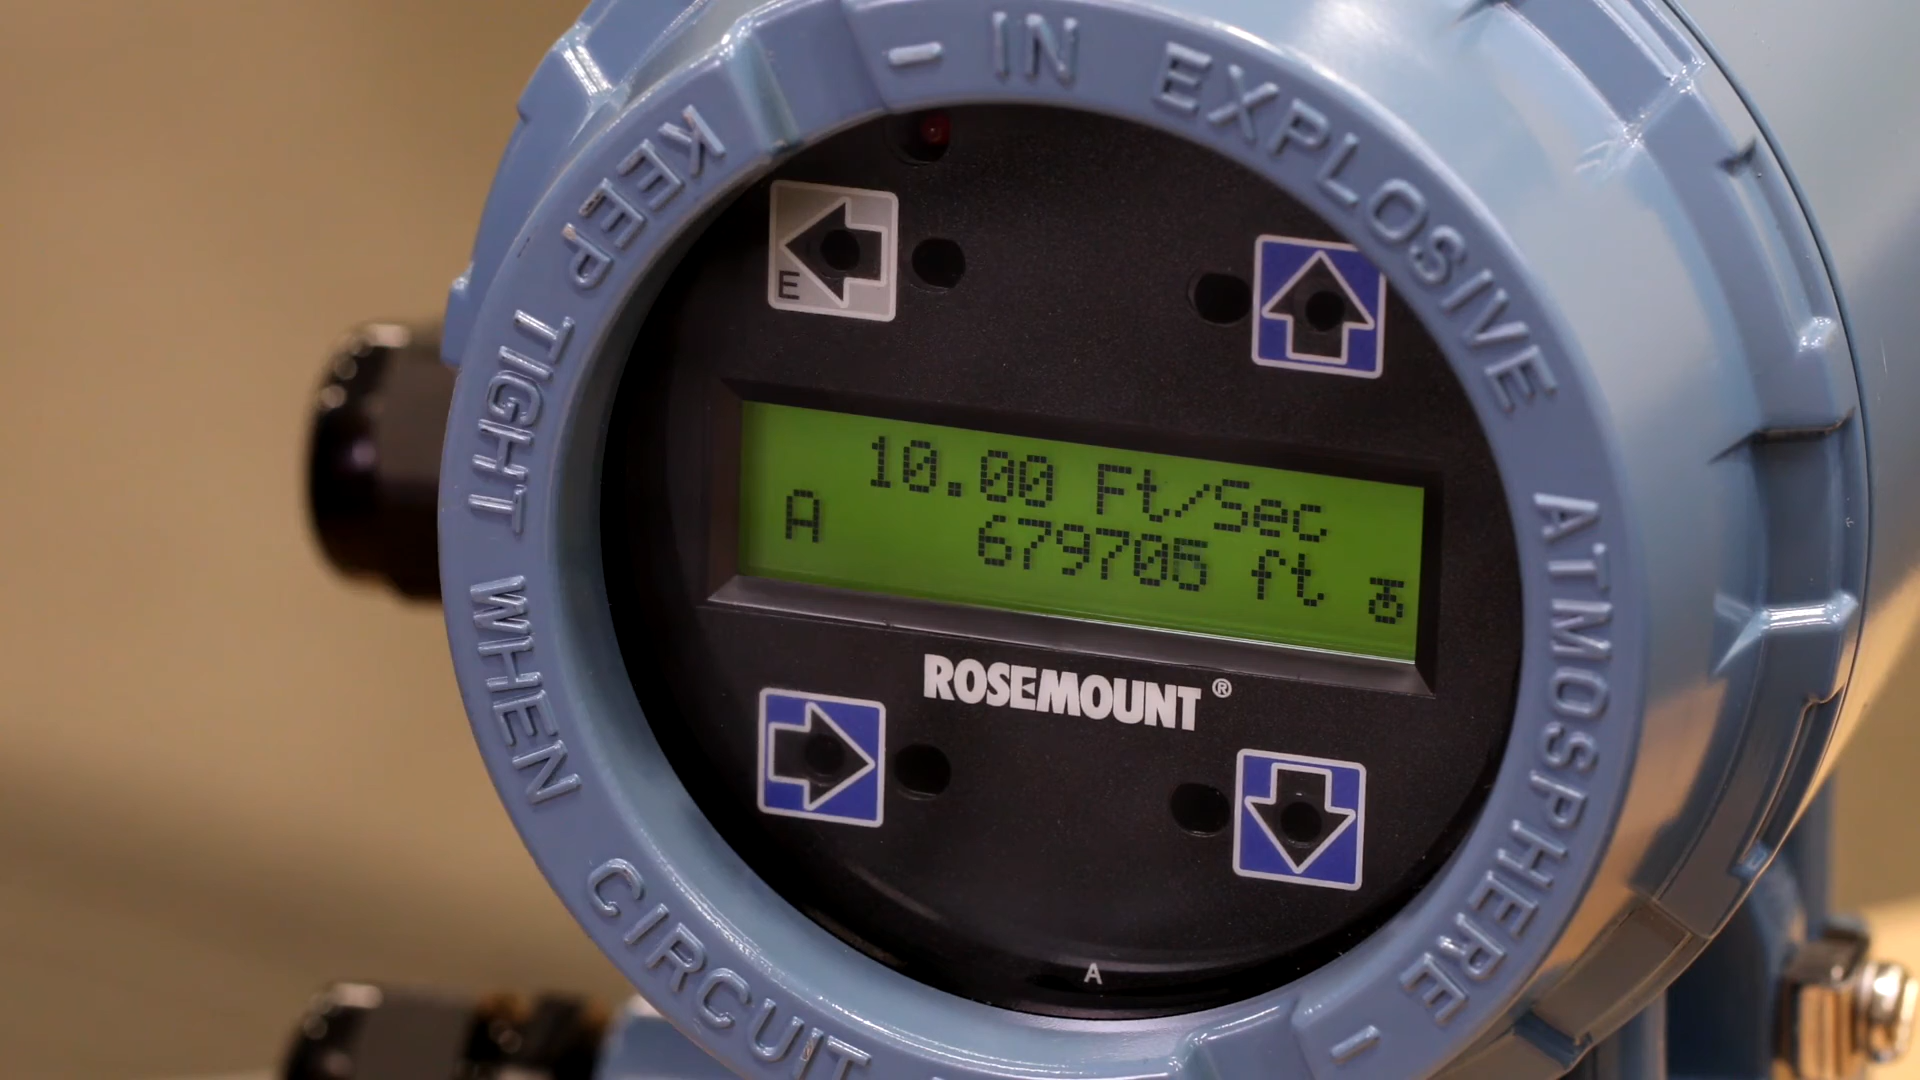 KEEP TIGHT WHEN CIRCUIT
- IN EXPLOSIVE ATMOSPHERE -
E
10.00 Ft/Sec
A 679705 ft
ROSEMOUNT®
A